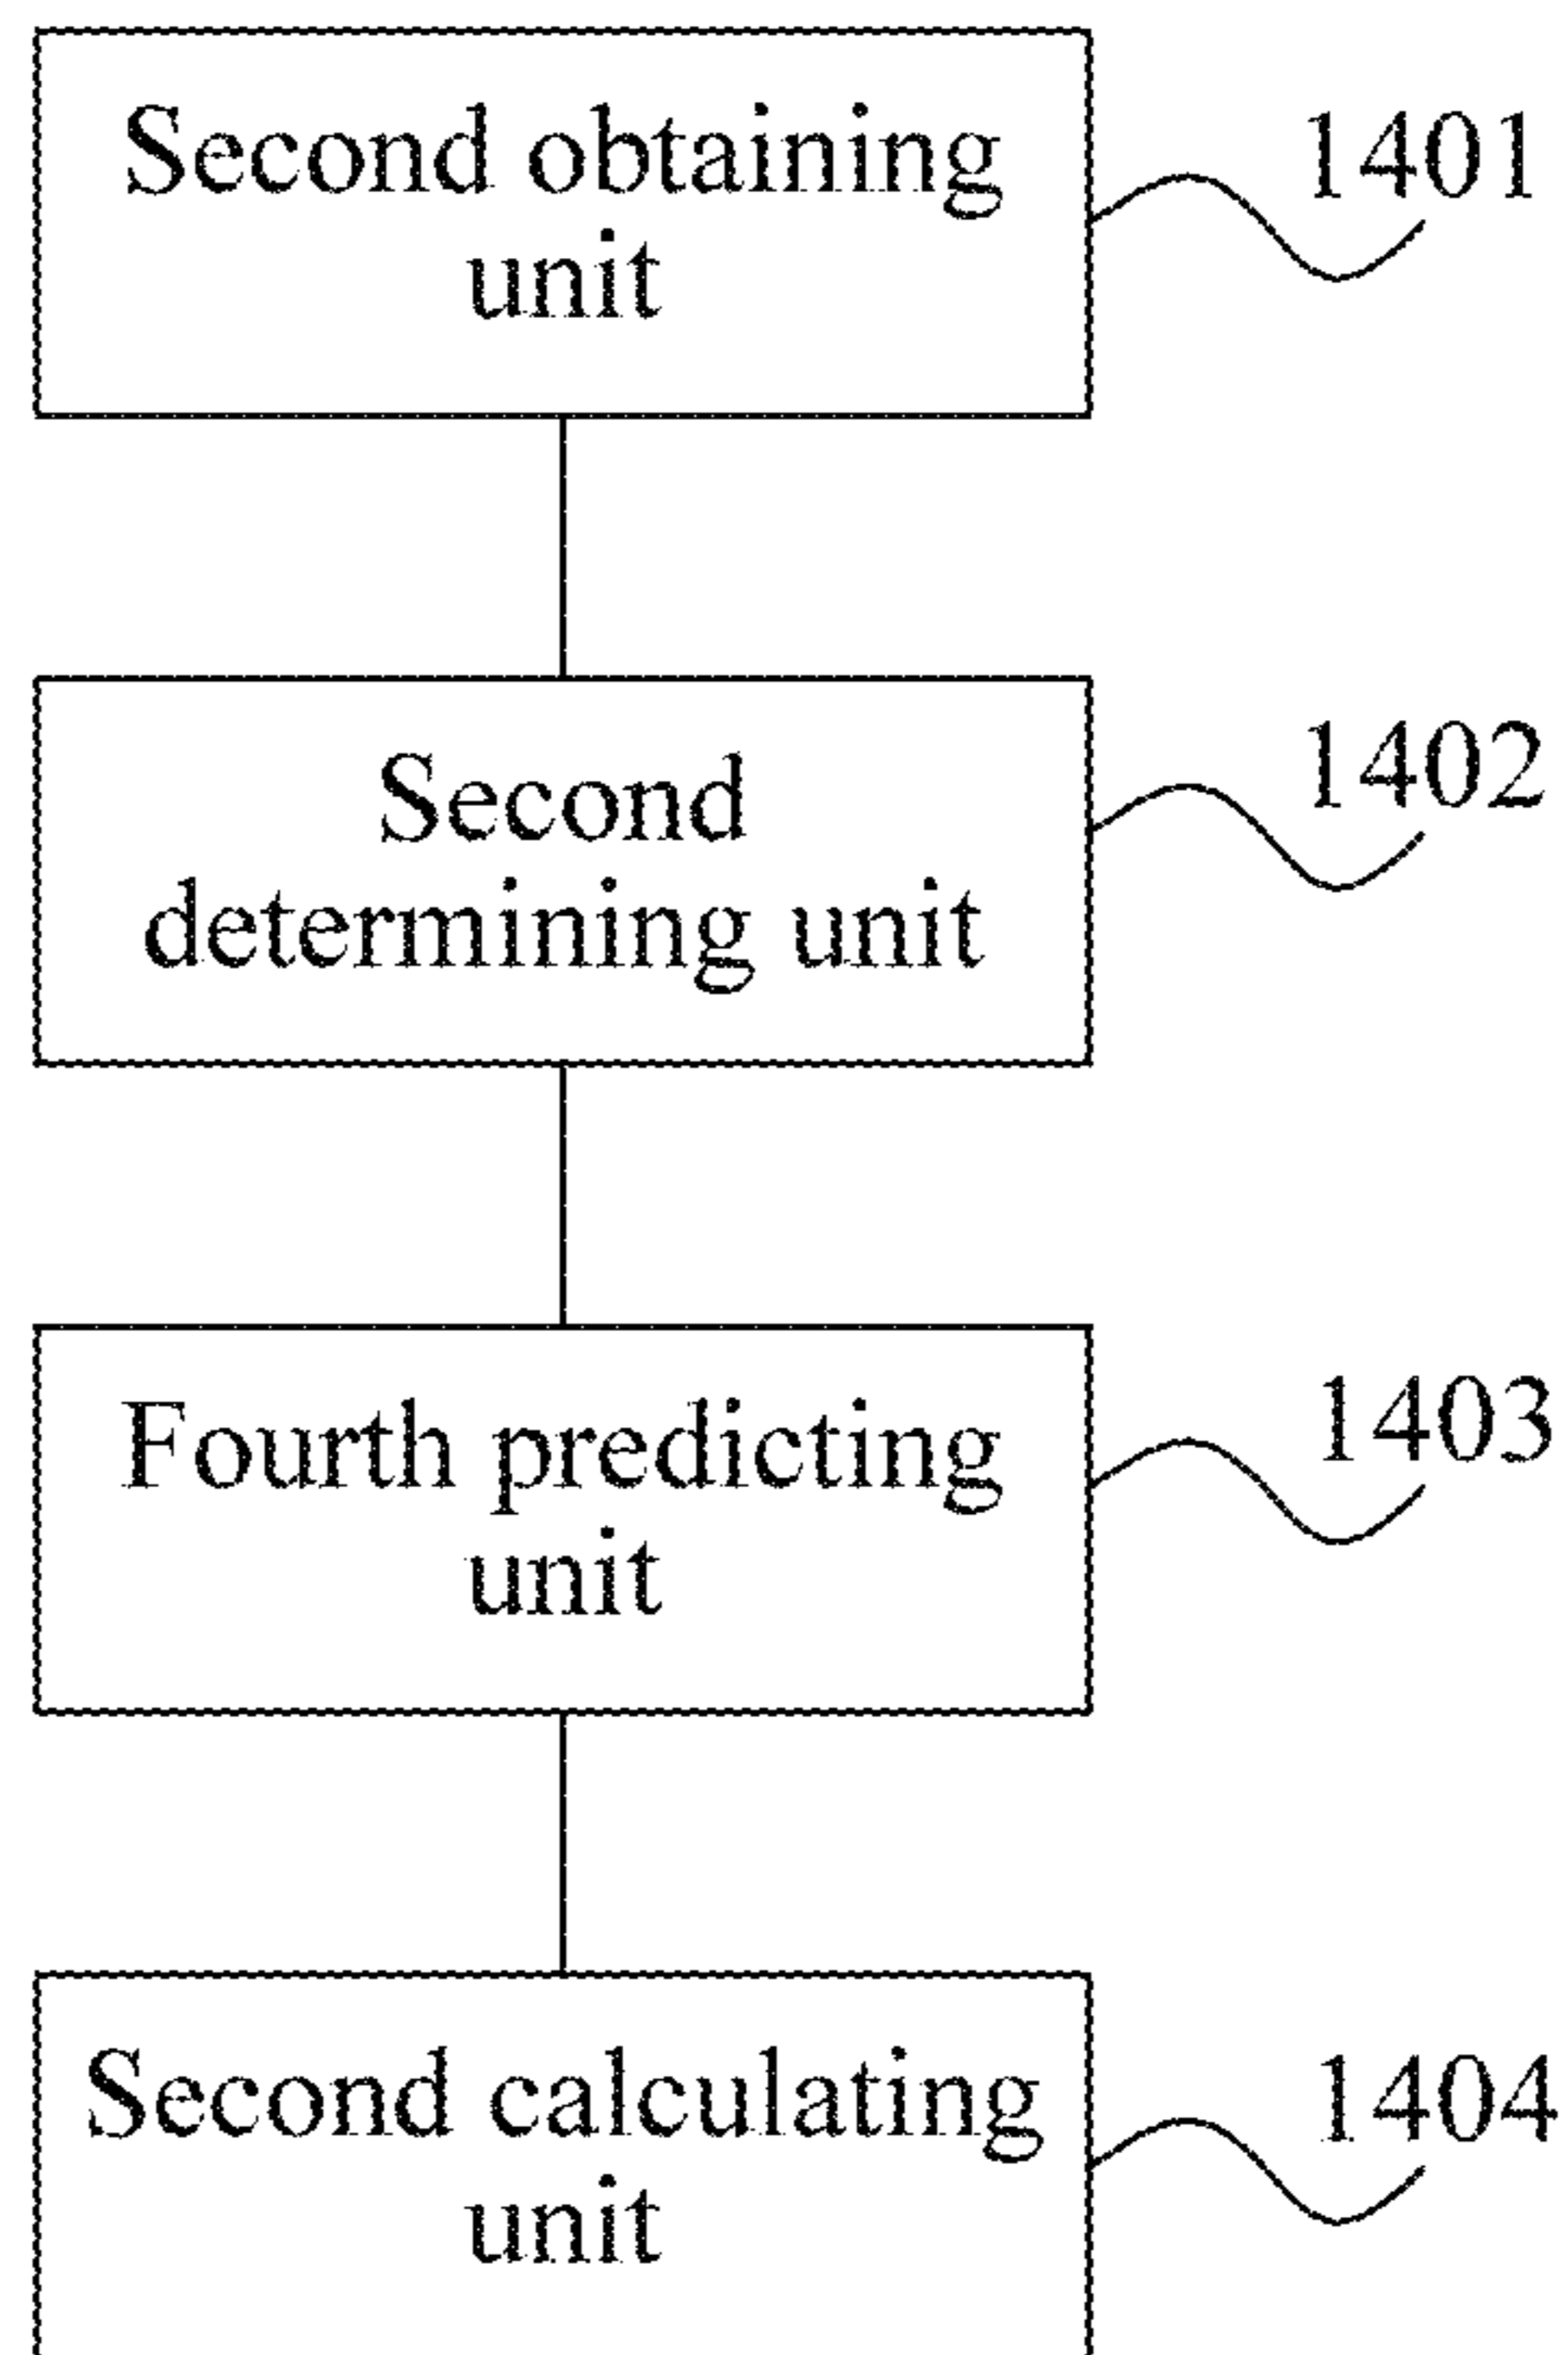 Second obtaining
unit
1401
Second
determining unit
1402
Fourth predicting
unit
1403
Second calculating
unit
1404